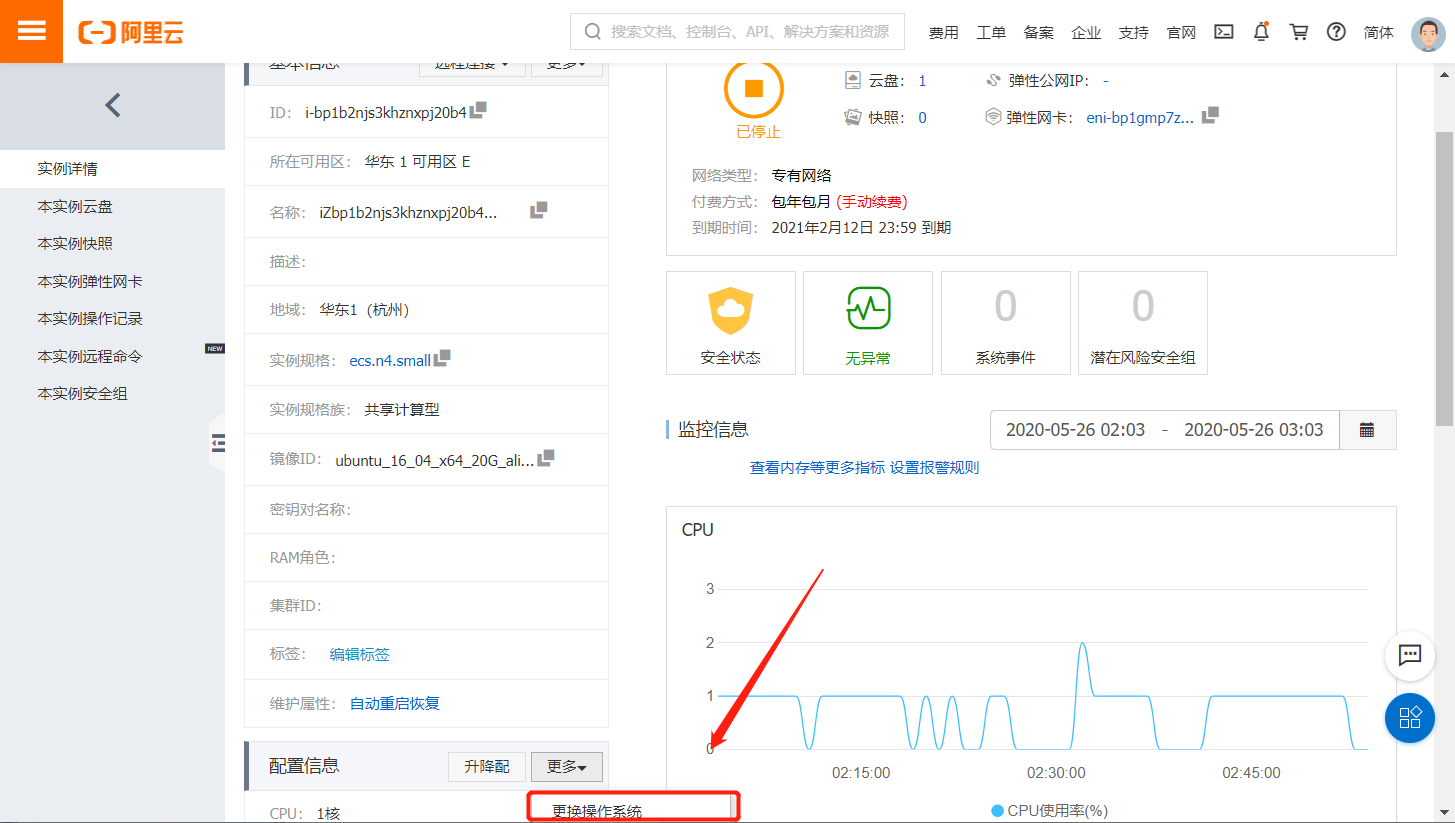 阿里云
搜索文档、控制台、API、解决方案和资源
费用 工单 备案 企业 支持 官网 简体
实例详情
本实例云盘
本实例快照
本实例弹性网卡
本实例操作记录
本实例远程命令 NEW
本实例安全组
基本信息 远程连接 更多
ID: i-bp1b2njs3khznxpj20b4
所在可用区: 华东 1 可用区 E
名称: iZbp1b2njs3khznxpj20b4...
描述:
地域: 华东1（杭州）
实例规格: ecs.n4.small
实例规格族: 共享计算型
镜像ID: ubuntu_16_04_x64_20G_ali...
密钥对名称:
RAM角色:
集群ID:
标签: 编辑标签
维护属性: 自动重启恢复
配置信息 升降配 更多
CPU: 1核
更换操作系统
已停止
云盘: 1 弹性公网IP: -
快照: 0 弹性网卡: eni-bp1gmp7z...
网络类型: 专有网络
付费方式: 包年包月 (手动续费)
到期时间: 2021年2月12日 23:59 到期
安全状态
无异常
0
系统事件
0
潜在风险安全组
监控信息 2020-05-26 02:03 - 2020-05-26 03:03
查看内存等更多指标 设置报警规则
CPU
3
2
1
0
02:15:00 02:30:00 02:45:00
CPU使用率(%)